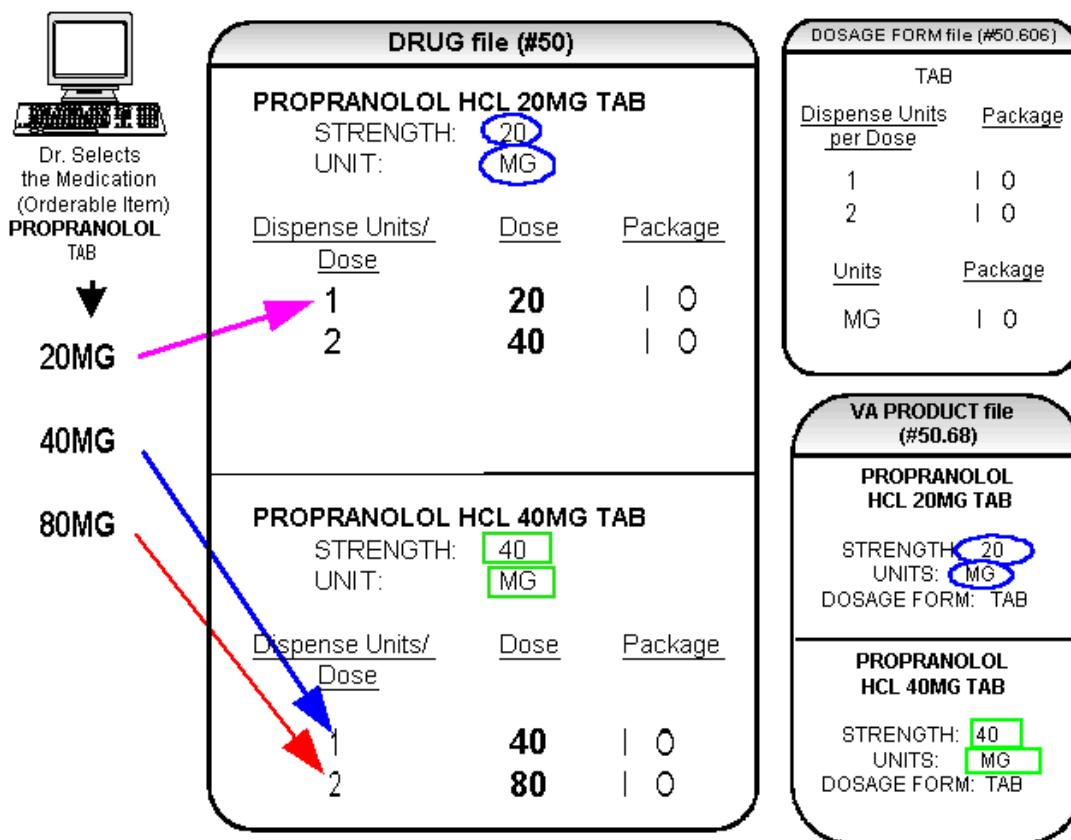 Dr. Selects
the Medication
(Orderable Item)
PROPRANOLOL
TAB
20MG
40MG
80MG
DRUG file (#50)
PROPRANOLOL HCL 20MG TAB
STRENGTH: 20
UNIT: MG
Dispense Units/ Dose Package
Dose
1 20 I O
2 40 I O
PROPRANOLOL HCL 40MG TAB
STRENGTH: 40
UNIT: MG
Dispense Units/ Dose Package
Dose
1 40 I O
2 80 I O
DOSAGE FORM file (#50.606)
TAB
Dispense Units Package
per Dose
1 I O
2 I O
Units Package
MG I O
VA PRODUCT file
(#50.68)
PROPRANOLOL
HCL 20MG TAB
STRENGTH 20
UNITS: MG
DOSAGE FORM: TAB
PROPRANOLOL
HCL 40MG TAB
STRENGTH: 40
UNITS: MG
DOSAGE FORM: TAB